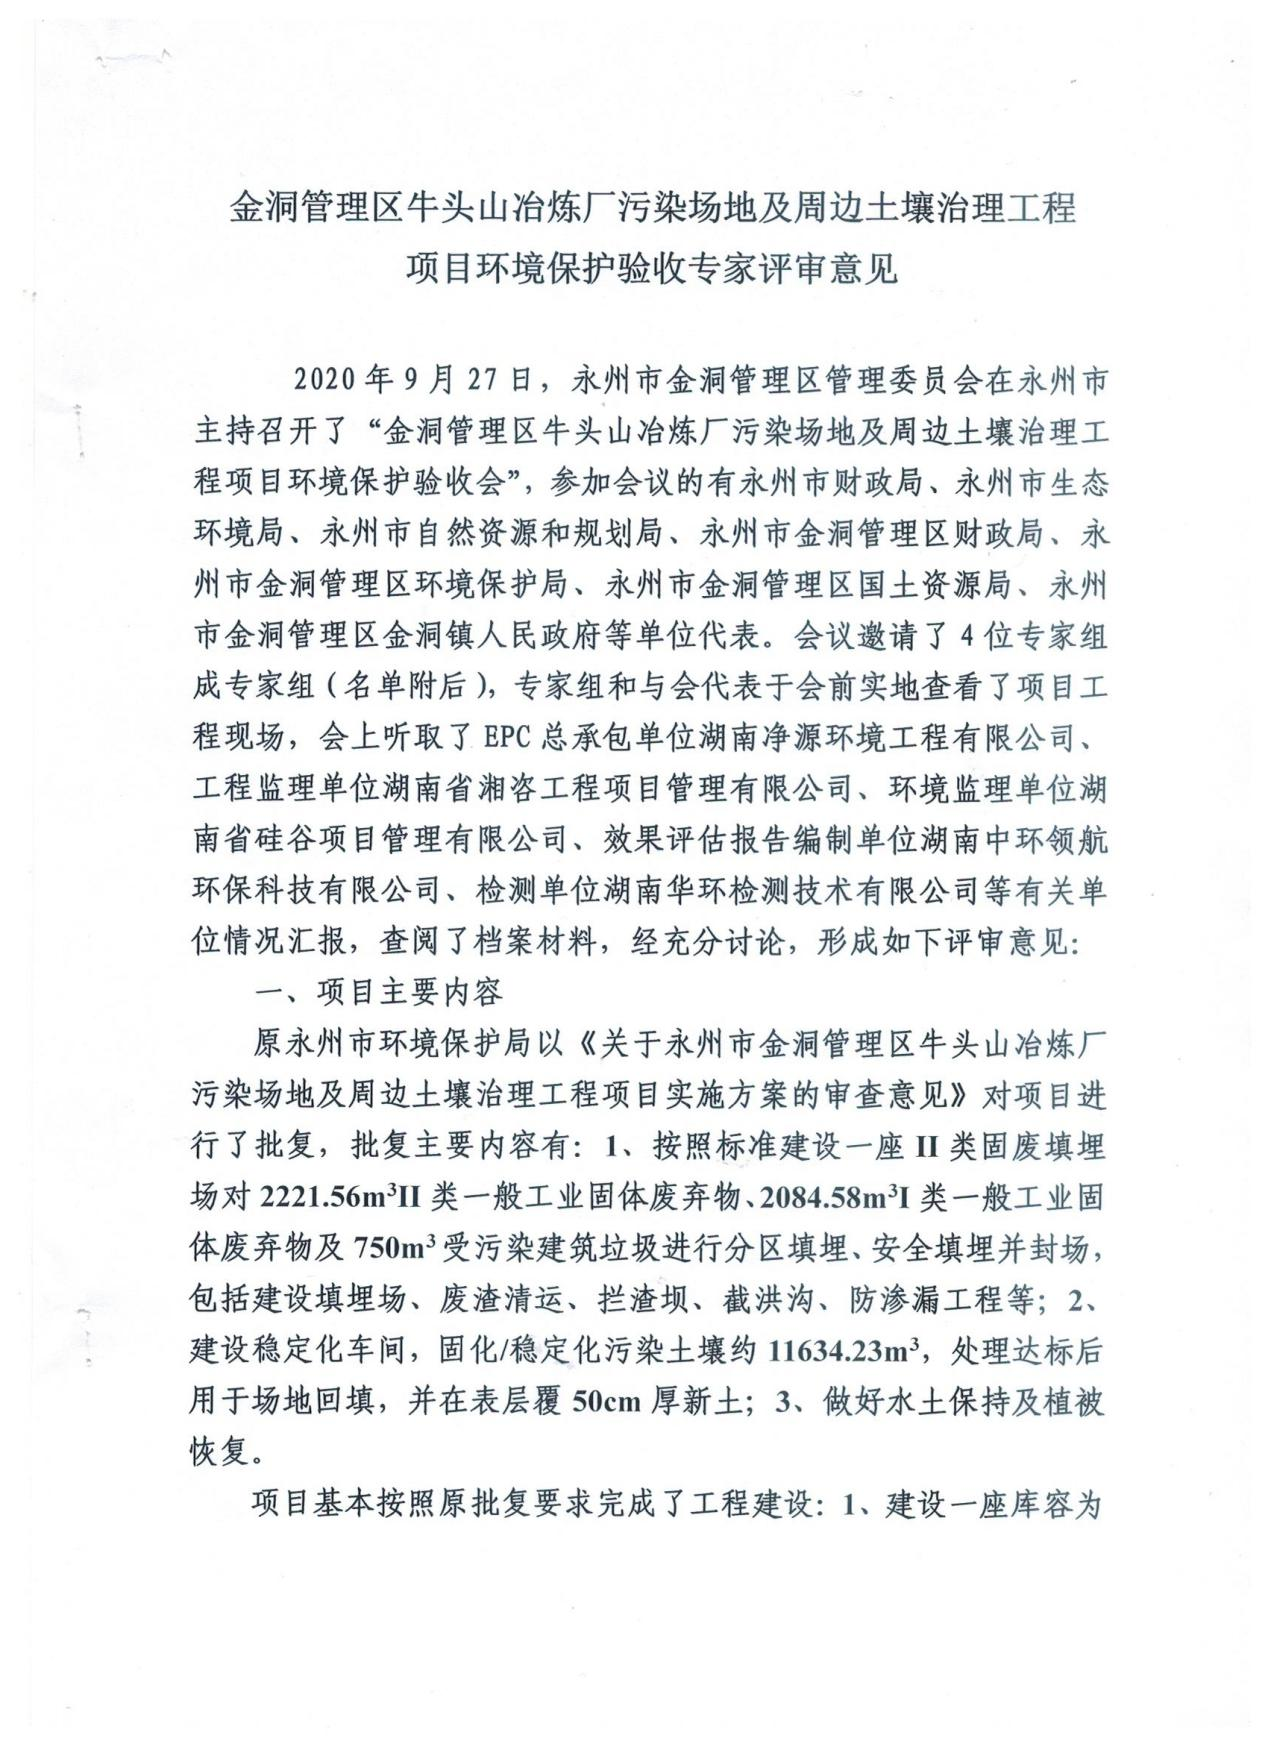 金洞管理区牛头山冶炼厂污染场地及周边土壤治理工程
项目环境保护验收专家评审意见
2020年9月27日，永州市金洞管理区管理委员会在永州市
主持召开了“金洞管理区牛头山冶炼厂污染场地及周边土壤治理工
程项目环境保护验收会”，参加会议的有永州市财政局、永州市生态
环境局、永州市自然资源和规划局、永州市金洞管理区财政局、永
州市金洞管理区环境保护局、永州市金洞管理区国土资源局、永州
市金洞管理区金洞镇人民政府等单位代表。会议邀请了4位专家组
成专家组（名单附后），专家组和与会代表于会前实地查看了项目工
程现场，会上听取了EPC总承包单位湖南净源环境工程有限公司、
工程监理单位湖南省湘咨工程项目管理有限公司、环境监理单位湖
南省硅谷项目管理有限公司、效果评估报告编制单位湖南中环领航
环保科技有限公司、检测单位湖南华环检测技术有限公司等有关单
位情况汇报，查阅了档案材料，经充分讨论，形成如下评审意见：
一、项目主要内容
原永州市环境保护局以《关于永州市金洞管理区牛头山冶炼厂
污染场地及周边土壤治理工程项目实施方案的审查意见》对项目进
行了批复，批复主要内容有：1、按照标准建设一座II类固废填埋
场对2221.56m³II类一般工业固体废弃物、2084.58m³I类一般工业固
体废弃物及750m³受污染建筑垃圾进行分区填埋、安全填埋并封场，
包括建设填埋场、废渣清运、拦渣坝、截洪沟、防渗漏工程等；2、
建设稳定化车间，固化/稳定化污染土壤约11634.23m³，处理达标后
用于场地回填，并在表层覆50cm厚新土；3、做好水土保持及植被
恢复。
项目基本按照原批复要求完成了工程建设：1、建设一座库容为